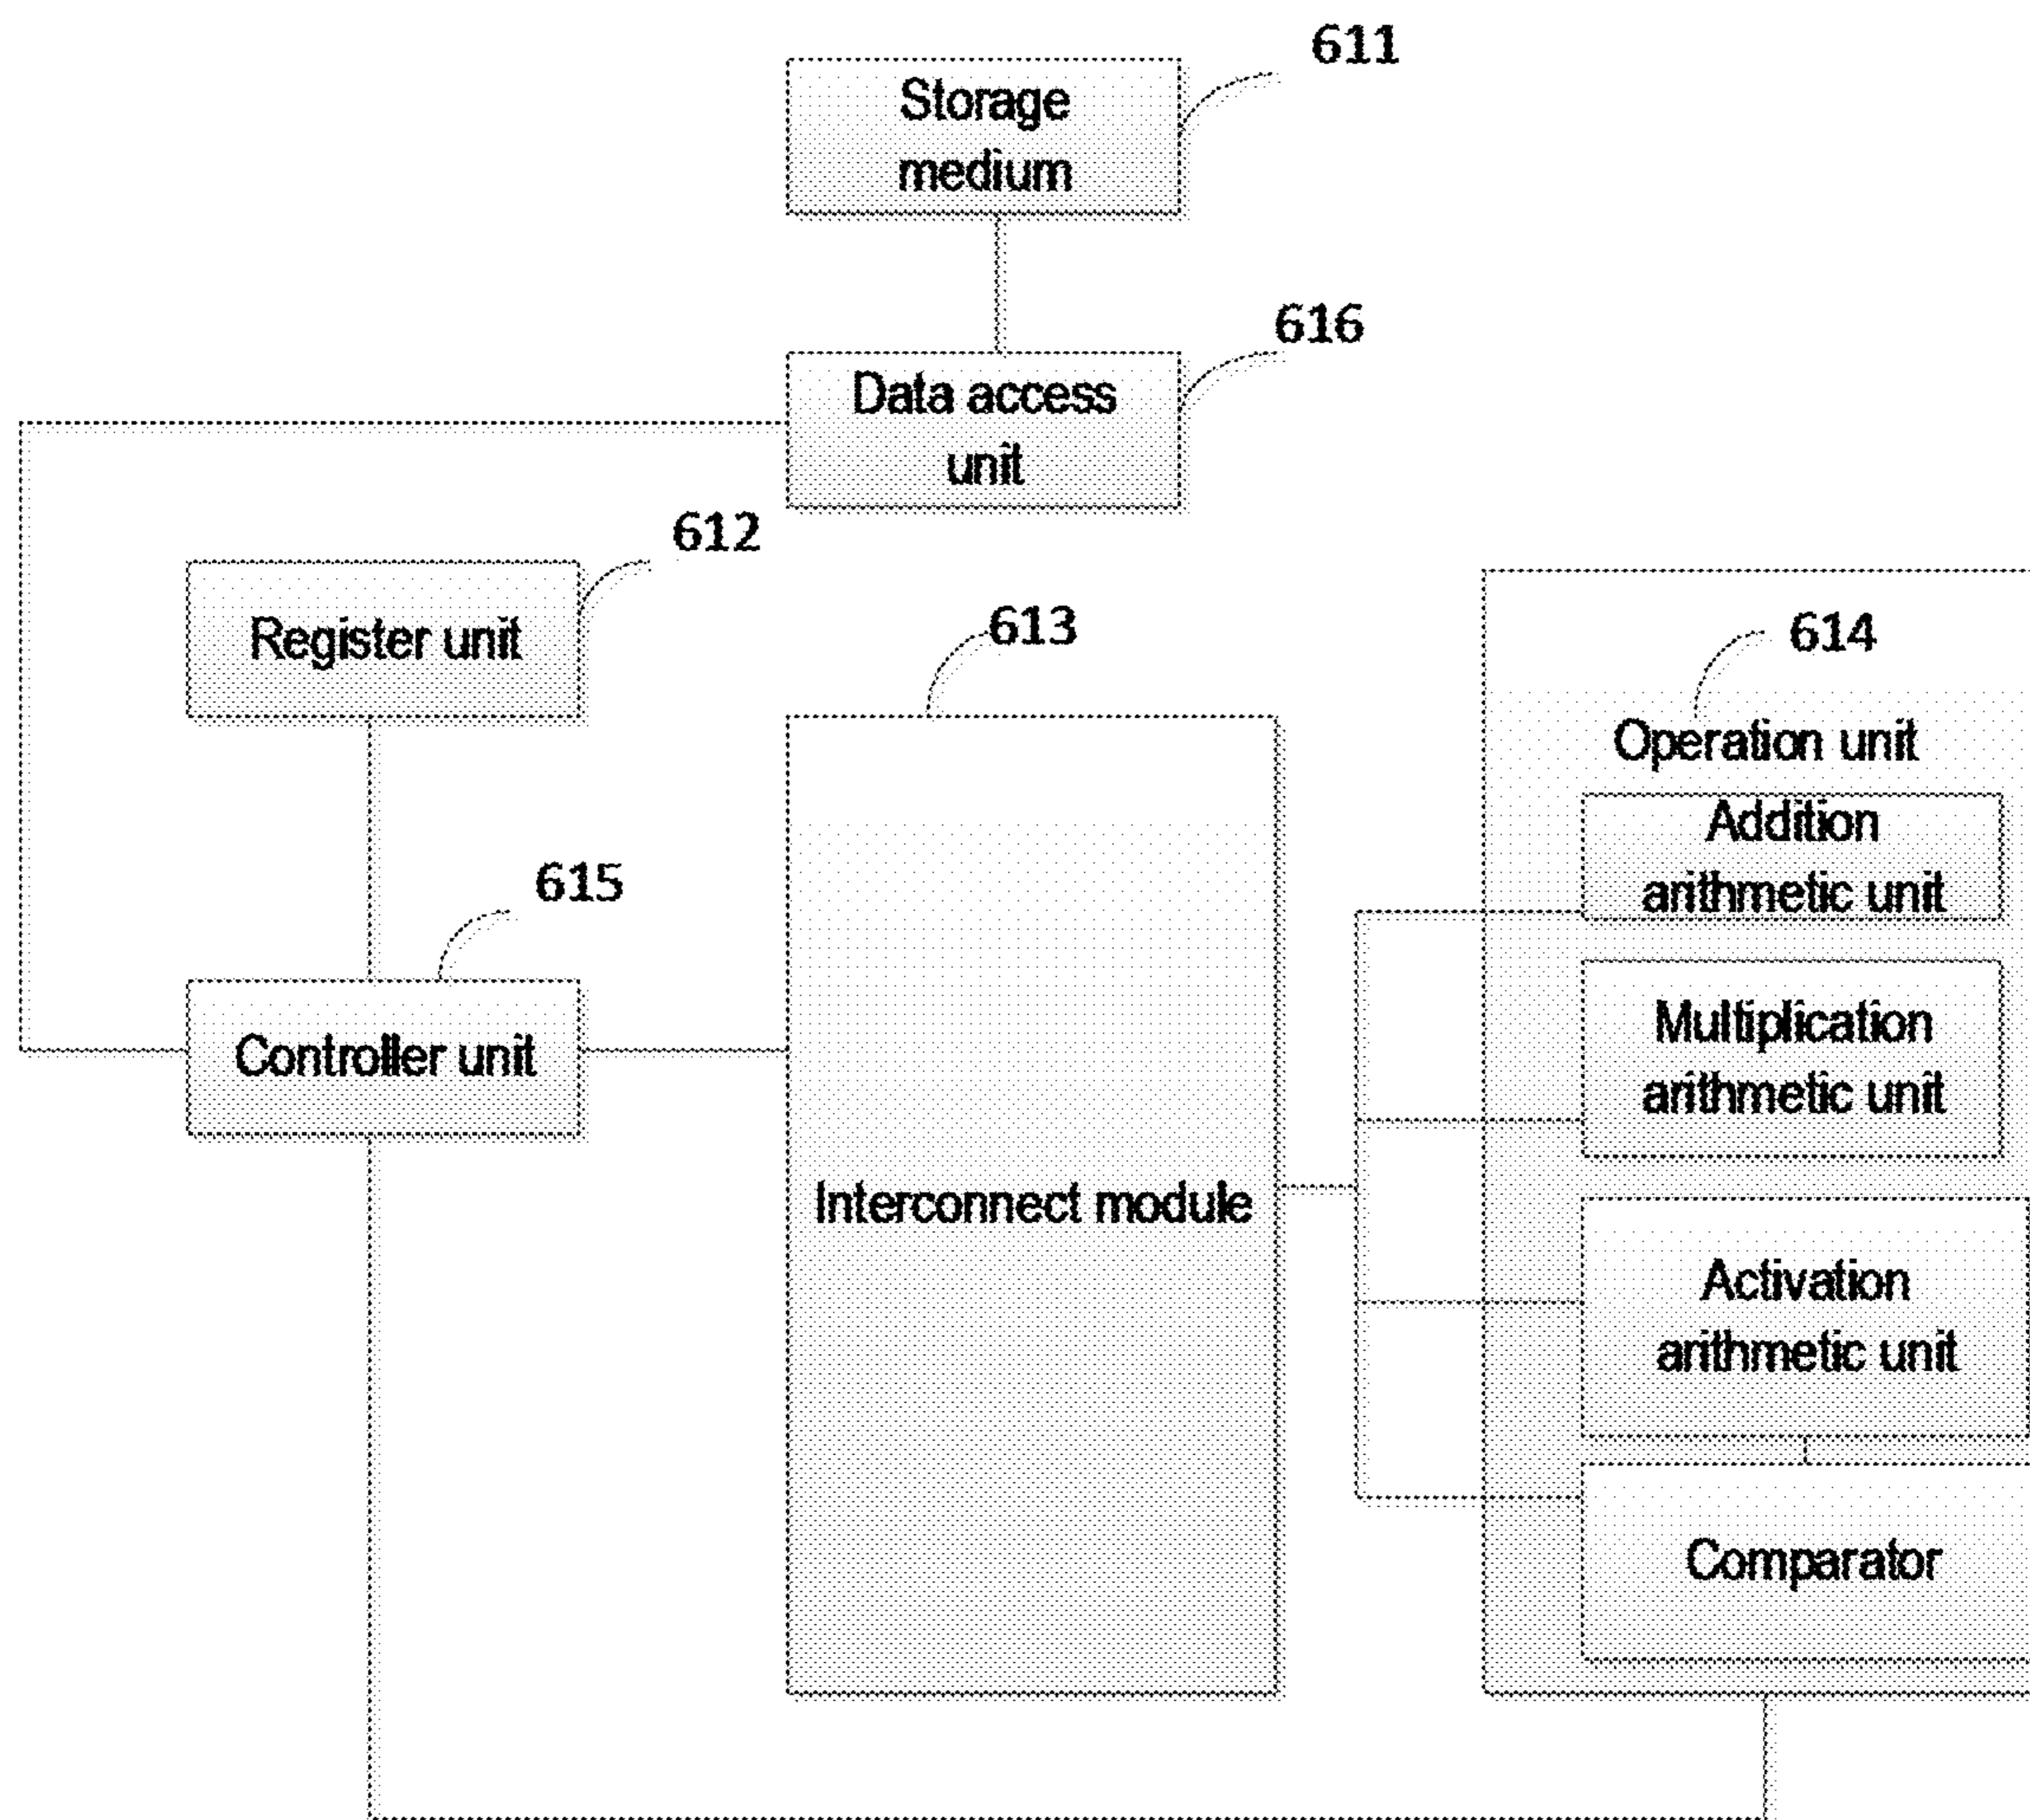 611
Storage
medium
616
Data access
unit
612
Register unit
613
614
Operation unit
Addition
arithmetic unit
615
Controller unit
Multiplication
arithmetic unit
Interconnect module
Activation
arithmetic unit
Comparator